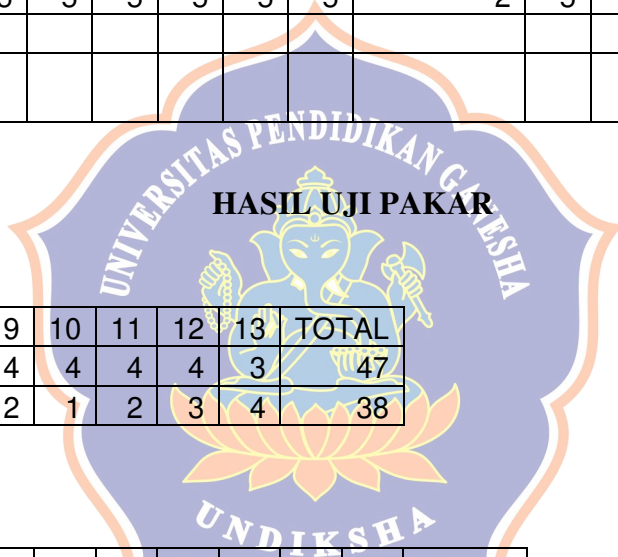 2
UNIVERSITAS PENDIDIKAN GANESHA
HASIL UJI PAKAR
9 10 11 12 13 TOTAL
4 4 4 4 3 47
2 1 2 3 4 38
UNDIKSHA